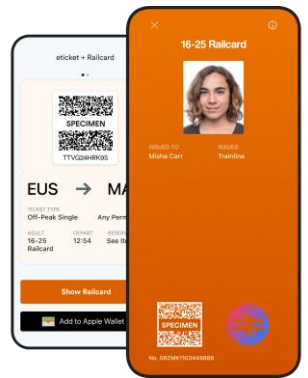 eticket + Railcard
SPECIMEN
TTVG24HRK9S
EUS → MA
TICKET TYPE
Off-Peak Single Any Perm
ADULT DEPART RESERV
16-25 12:54 See Ite
Railcard
Show Railcard
Add to Apple Wallet
16-25 Railcard
ISSUED TO ISSUED
Misha Carr Trainline
SPECIMEN
No. 08ZMK1103449888